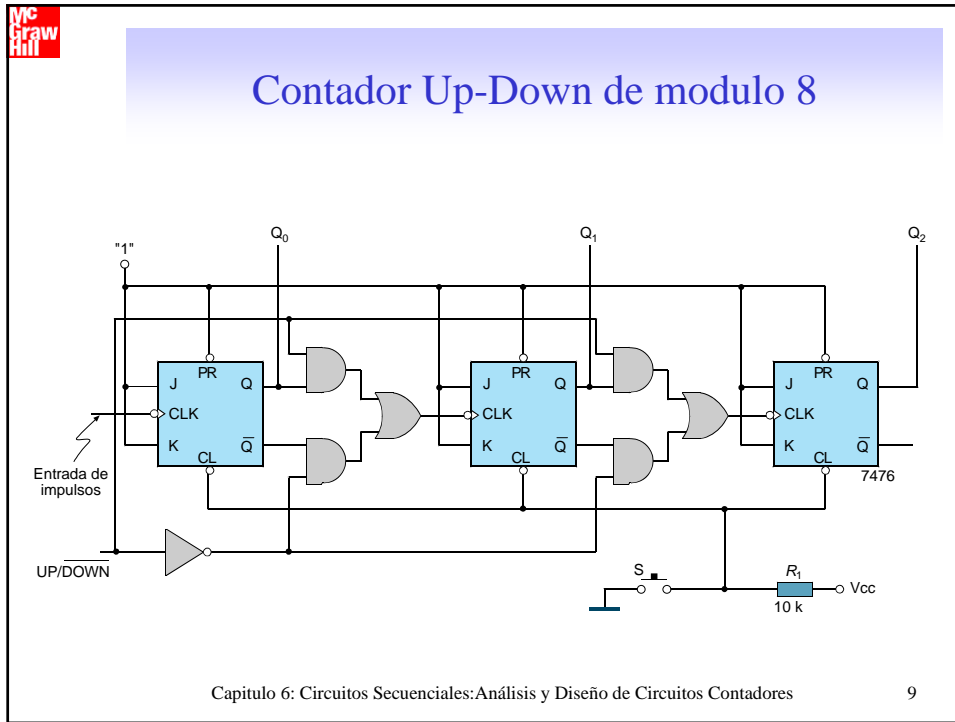 Mc
Graw
Hill
Contador Up-Down de modulo 8
"1"
Q0
Q1
Q2
J
PR
Q
CLK
K
CL
Q̅
J
PR
Q
CLK
K
CL
Q̅
J
PR
Q
CLK
K
CL
Q̅
7476
Entrada de
impulsos
UP/D̅O̅W̅N̅
S
R1
Vcc
10 k
Capitulo 6: Circuitos Secuenciales:Análisis y Diseño de Circuitos Contadores
9